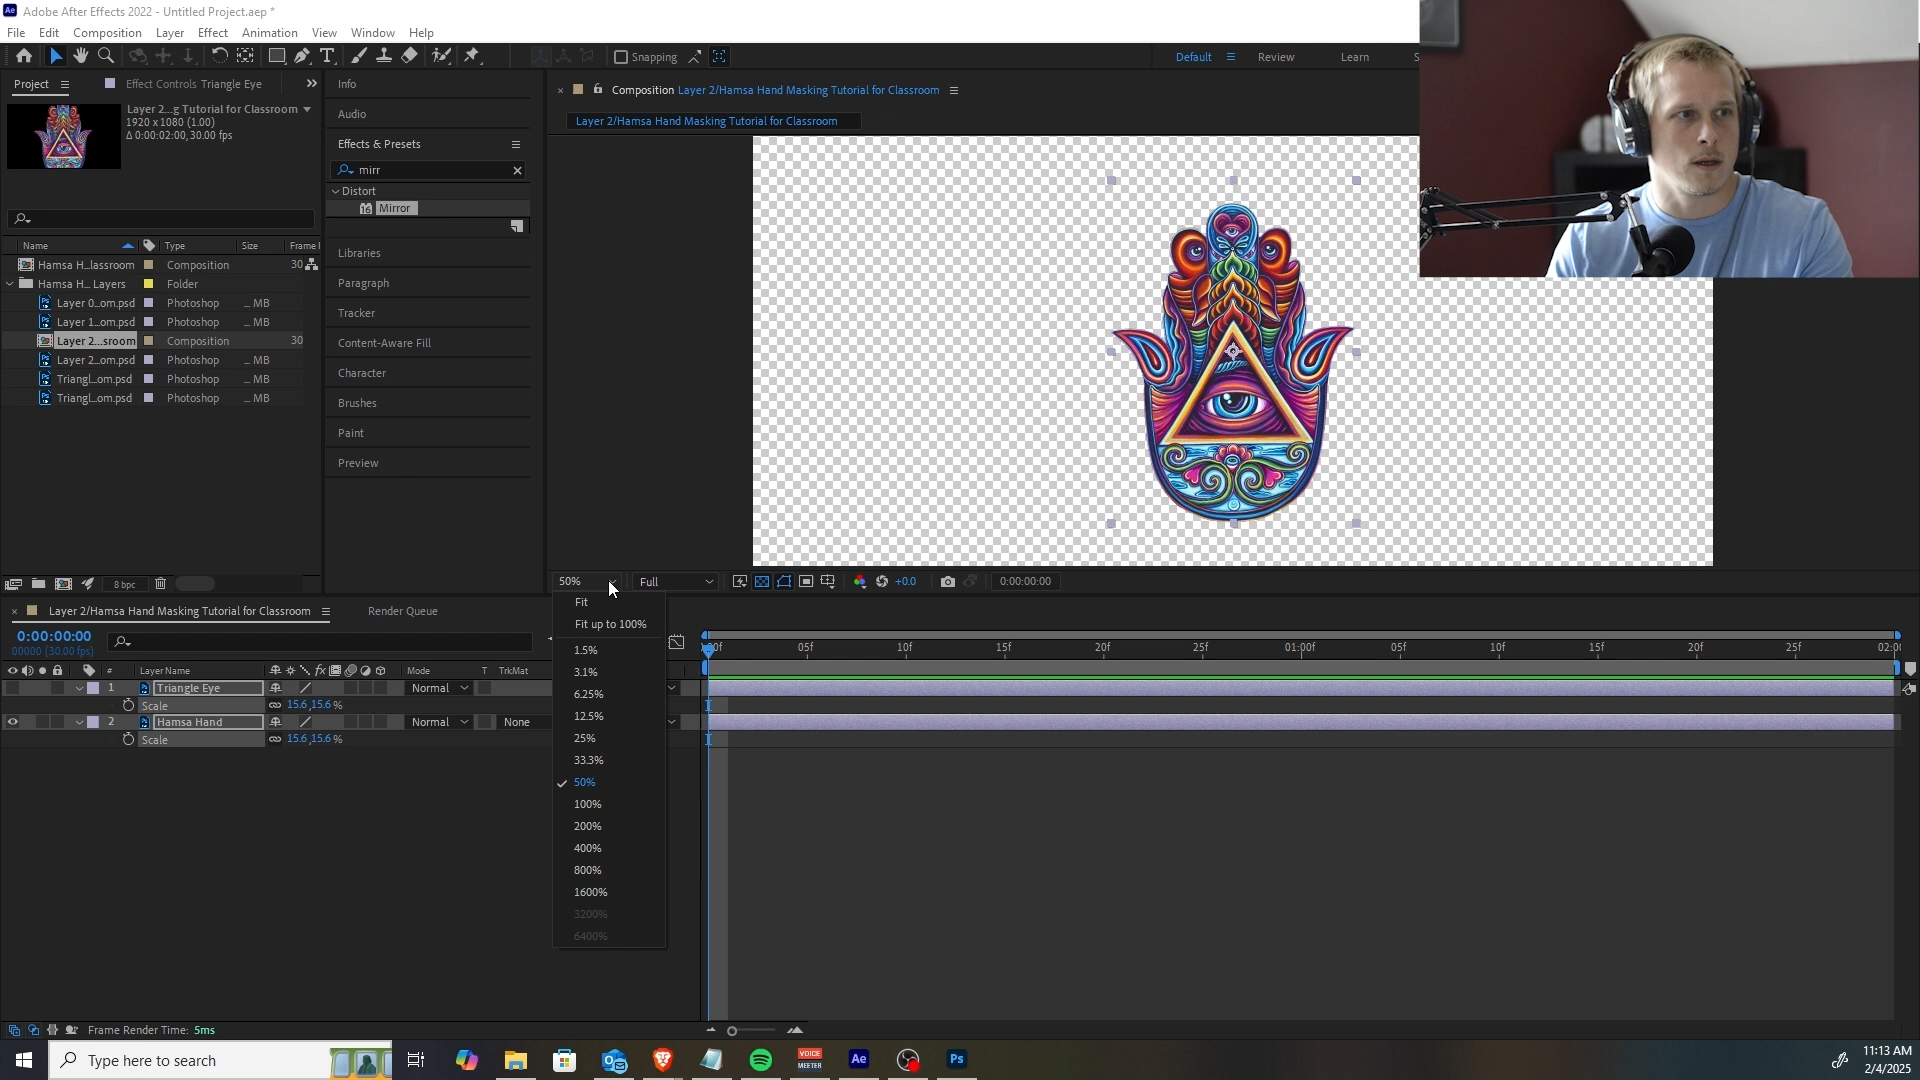 Adobe After Effects 2022 - Untitled Project.aep *
File Edit Composition Layer Effect Animation View Window Help
Snapping
Default Review Learn
Project Effect Controls Triangle Eye
Layer 2...g Tutorial for Classroom
1920 x 1080 (1.00)
Δ 0:00:02:00, 30.00 fps
Name Type Size Frame
Hamsa H...lassroom Composition 30
Hamsa H... Layers Folder
Layer 0...om.psd Photoshop ... MB
Layer 1...om.psd Photoshop ... MB
Layer 2...sroom Composition 30
Layer 2...om.psd Photoshop ... MB
Triangl...om.psd Photoshop ... MB
Triangl...om.psd Photoshop ... MB
8 bpc
Info
Audio
Effects & Presets
mirr
Distort
16 Mirror
Libraries
Paragraph
Tracker
Content-Aware Fill
Character
Brushes
Paint
Preview
Composition Layer 2/Hamsa Hand Masking Tutorial for Classroom
Layer 2/Hamsa Hand Masking Tutorial for Classroom
50% Full +0.0 0:00:00:00
Fit
Fit up to 100%
1.5%
3.1%
6.25%
12.5%
25%
33.3%
50%
100%
200%
400%
800%
1600%
3200%
6400%
Layer 2/Hamsa Hand Masking Tutorial for Classroom Render Queue
0:00:00:00
00000 (30.00 fps)
# Layer Name fx Mode T TrkMat
1 Triangle Eye Normal
Scale 15.6,15.6 %
2 Hamsa Hand Normal None
Scale 15.6,15.6 %
05f 10f 15f 20f 25f 01:00f 05f 10f 15f 20f 25f 02:0
Frame Render Time: 5ms
Type here to search
VOICE MEETER
Ae
Ps
11:13 AM
2/4/2025